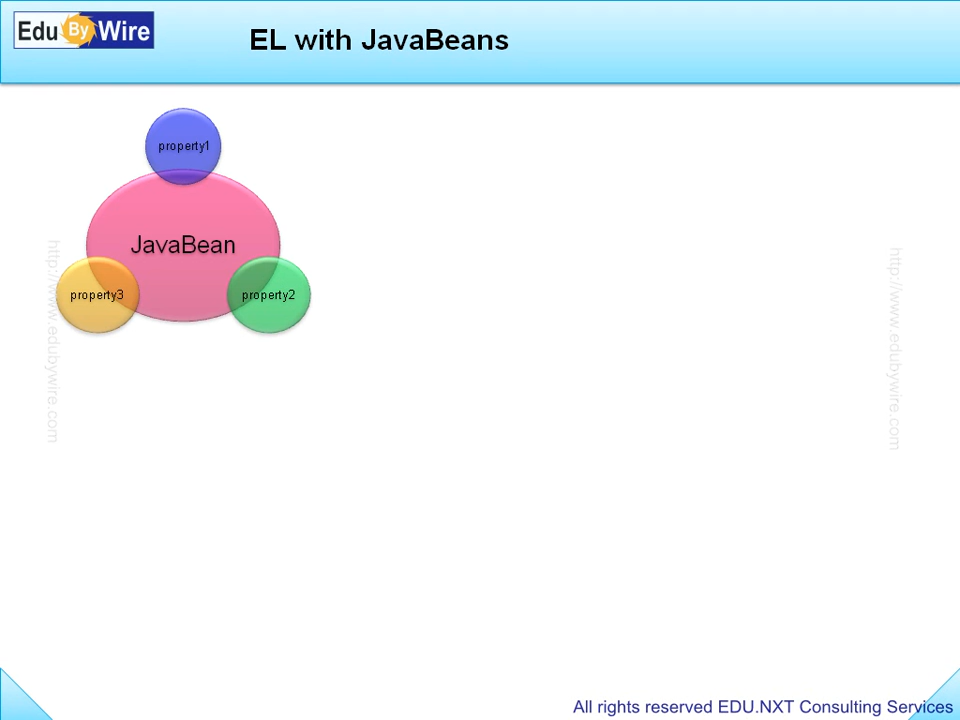 Edu By Wire
EL with JavaBeans
property1
JavaBean
property3
property2
http://www.edubywire.com
http://www.edubywire.com
All rights reserved EDU.NXT Consulting Services